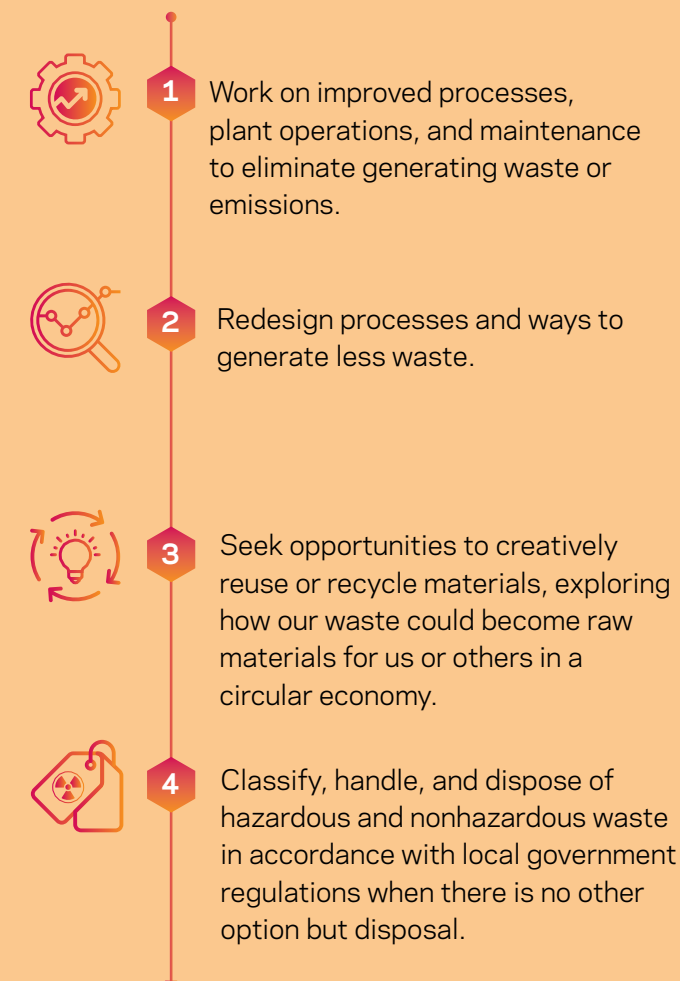 1
Work on improved processes,
plant operations, and maintenance
to eliminate generating waste or
emissions.
2
Redesign processes and ways to
generate less waste.
3
Seek opportunities to creatively
reuse or recycle materials, exploring
how our waste could become raw
materials for us or others in a
circular economy.
4
Classify, handle, and dispose of
hazardous and nonhazardous waste
in accordance with local government
regulations when there is no other
option but disposal.